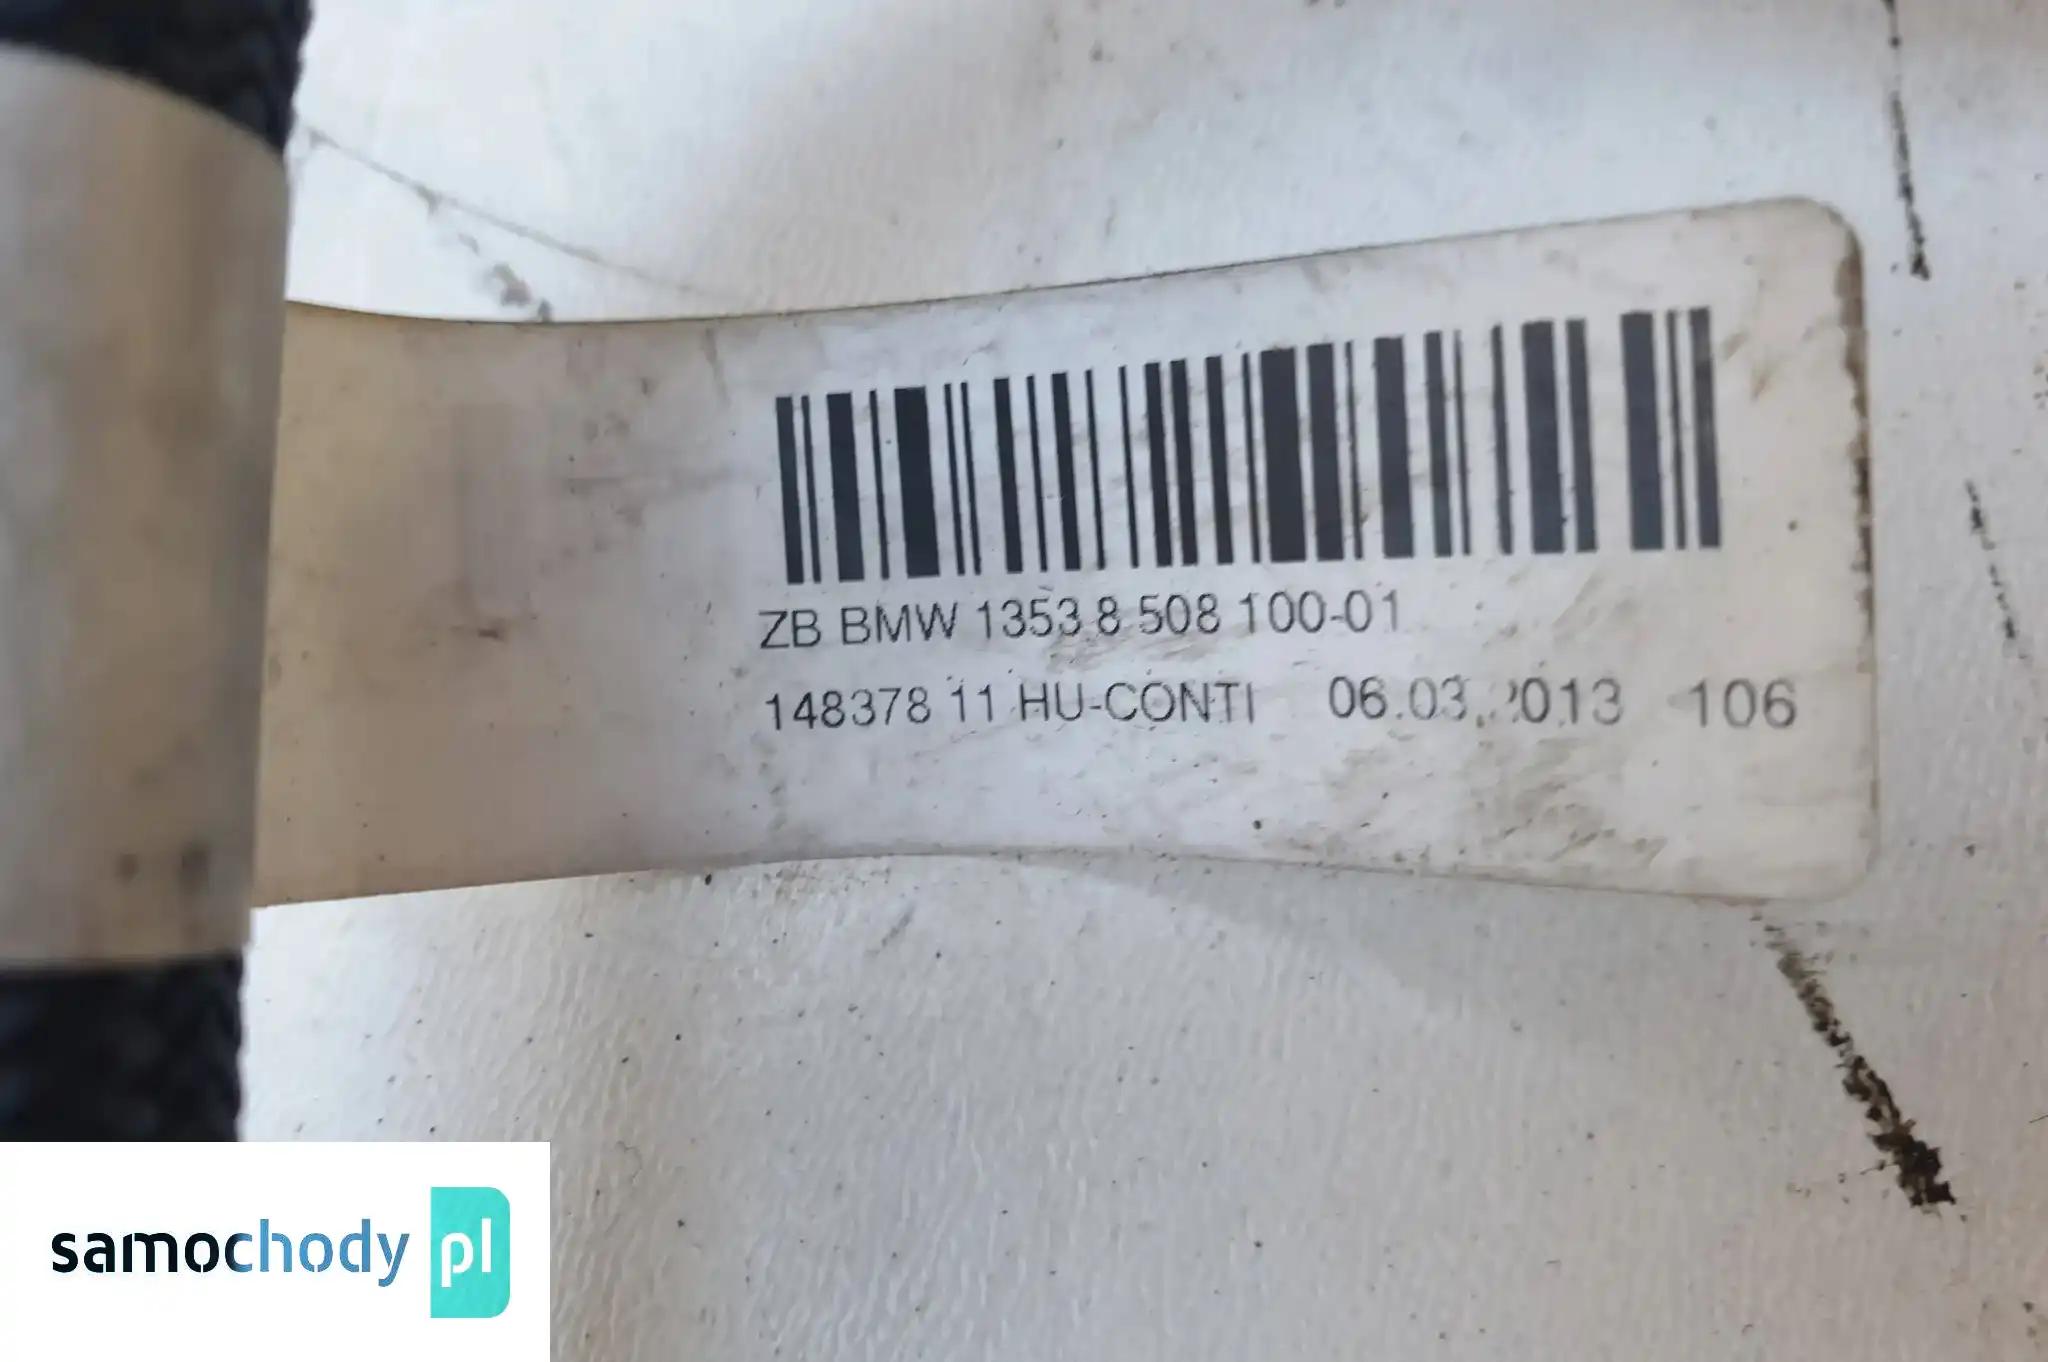 ZB BMW 1353 8 508 100-01
148378 11 HU-CONTI 06.03.2013 106
samochody pl